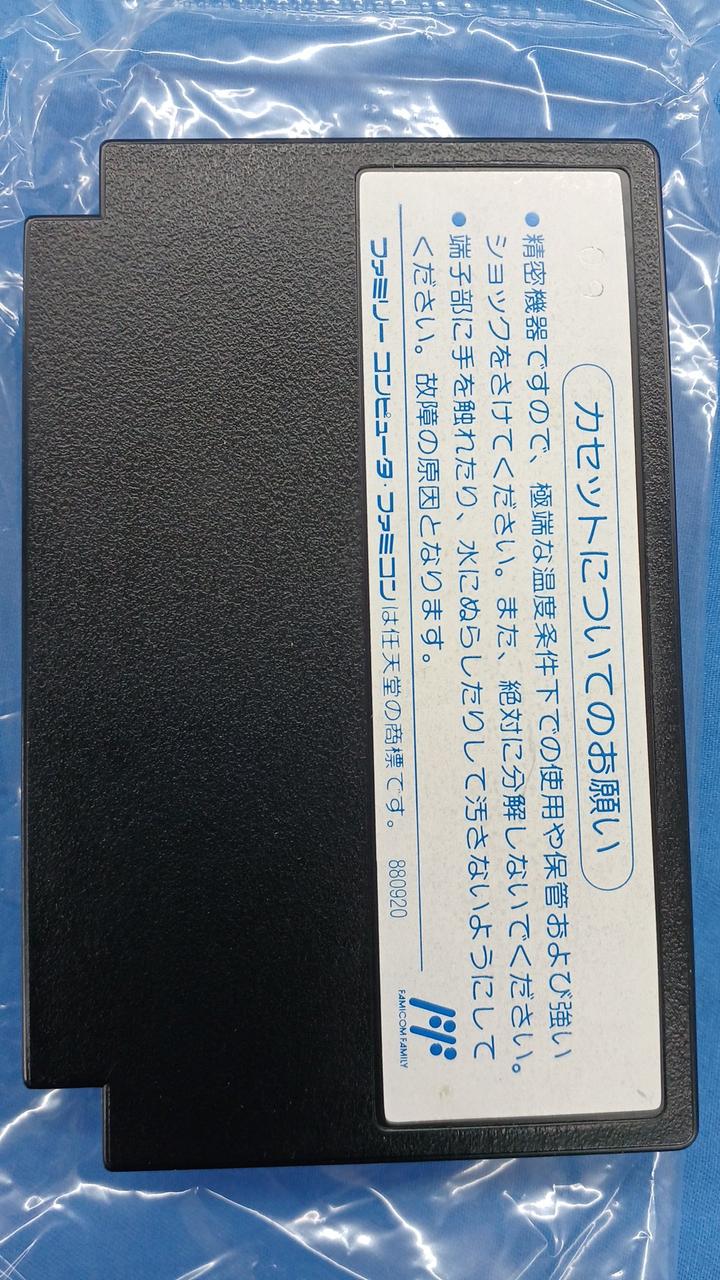 カセットについてのお願い
●精密機器ですので、極端な温度条件下での使用や保管および強い
ショックをさけてください。また、絶対に分解しないでください。
●端子部に手を触れたり、水にぬらしたりして汚さないようにして
ください。故障の原因となります。
ファミリーコンピュータ・ファミコンは任天堂の商標です。 880920
FAMICOM FAMILY